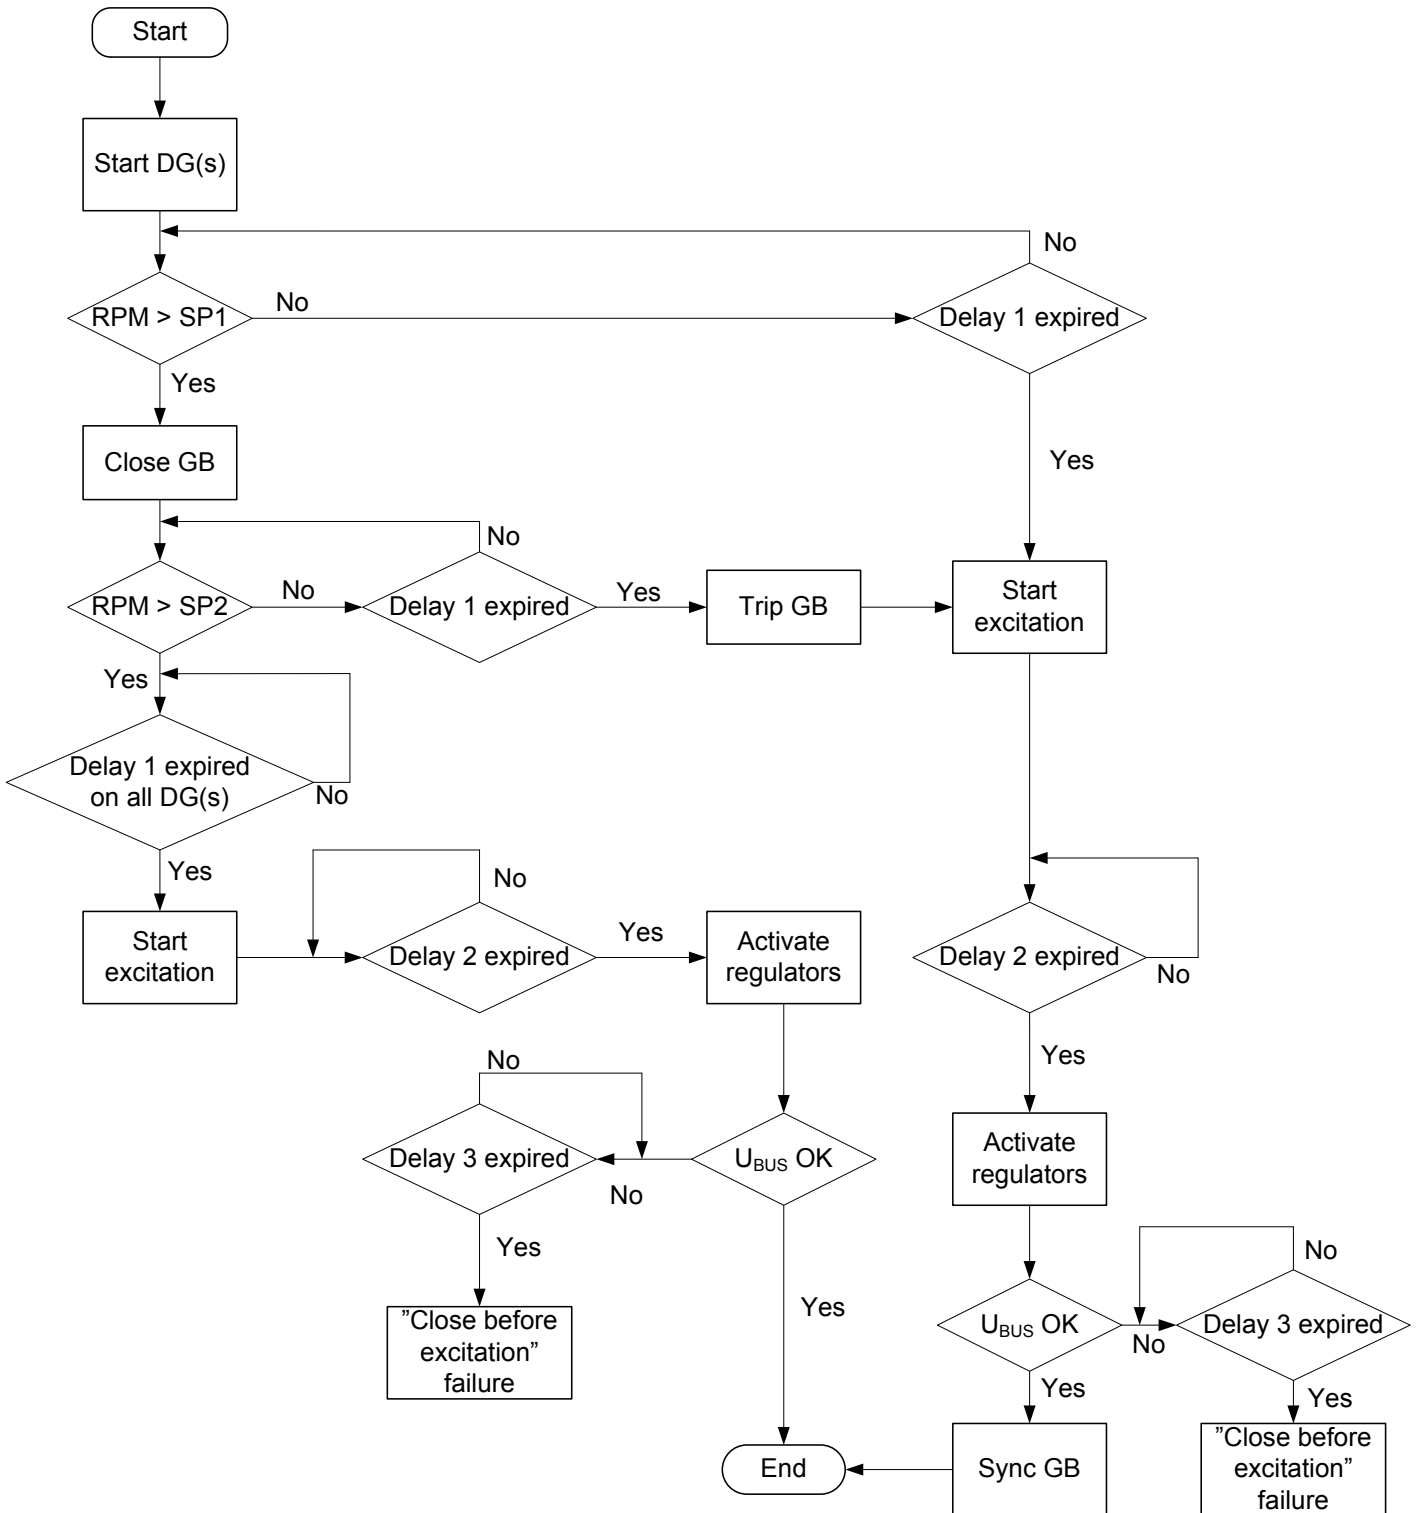 Start
Start DG(s)
No
RPM > SP1
No
Delay 1 expired
Yes
Close GB
Yes
No
RPM > SP2
No
Delay 1 expired
Yes
Trip GB
Start
excitation
Yes
Delay 1 expired
on all DG(s)
No
Yes
No
Start
excitation
Delay 2 expired
Yes
Activate
regulators
Delay 2 expired
No
Yes
No
Delay 3 expired
No
U_BUS OK
Activate
regulators
Yes
Yes
No
U_BUS OK
No
Delay 3 expired
"Close before
excitation"
failure
Yes
Yes
End
Sync GB
"Close before
excitation"
failure